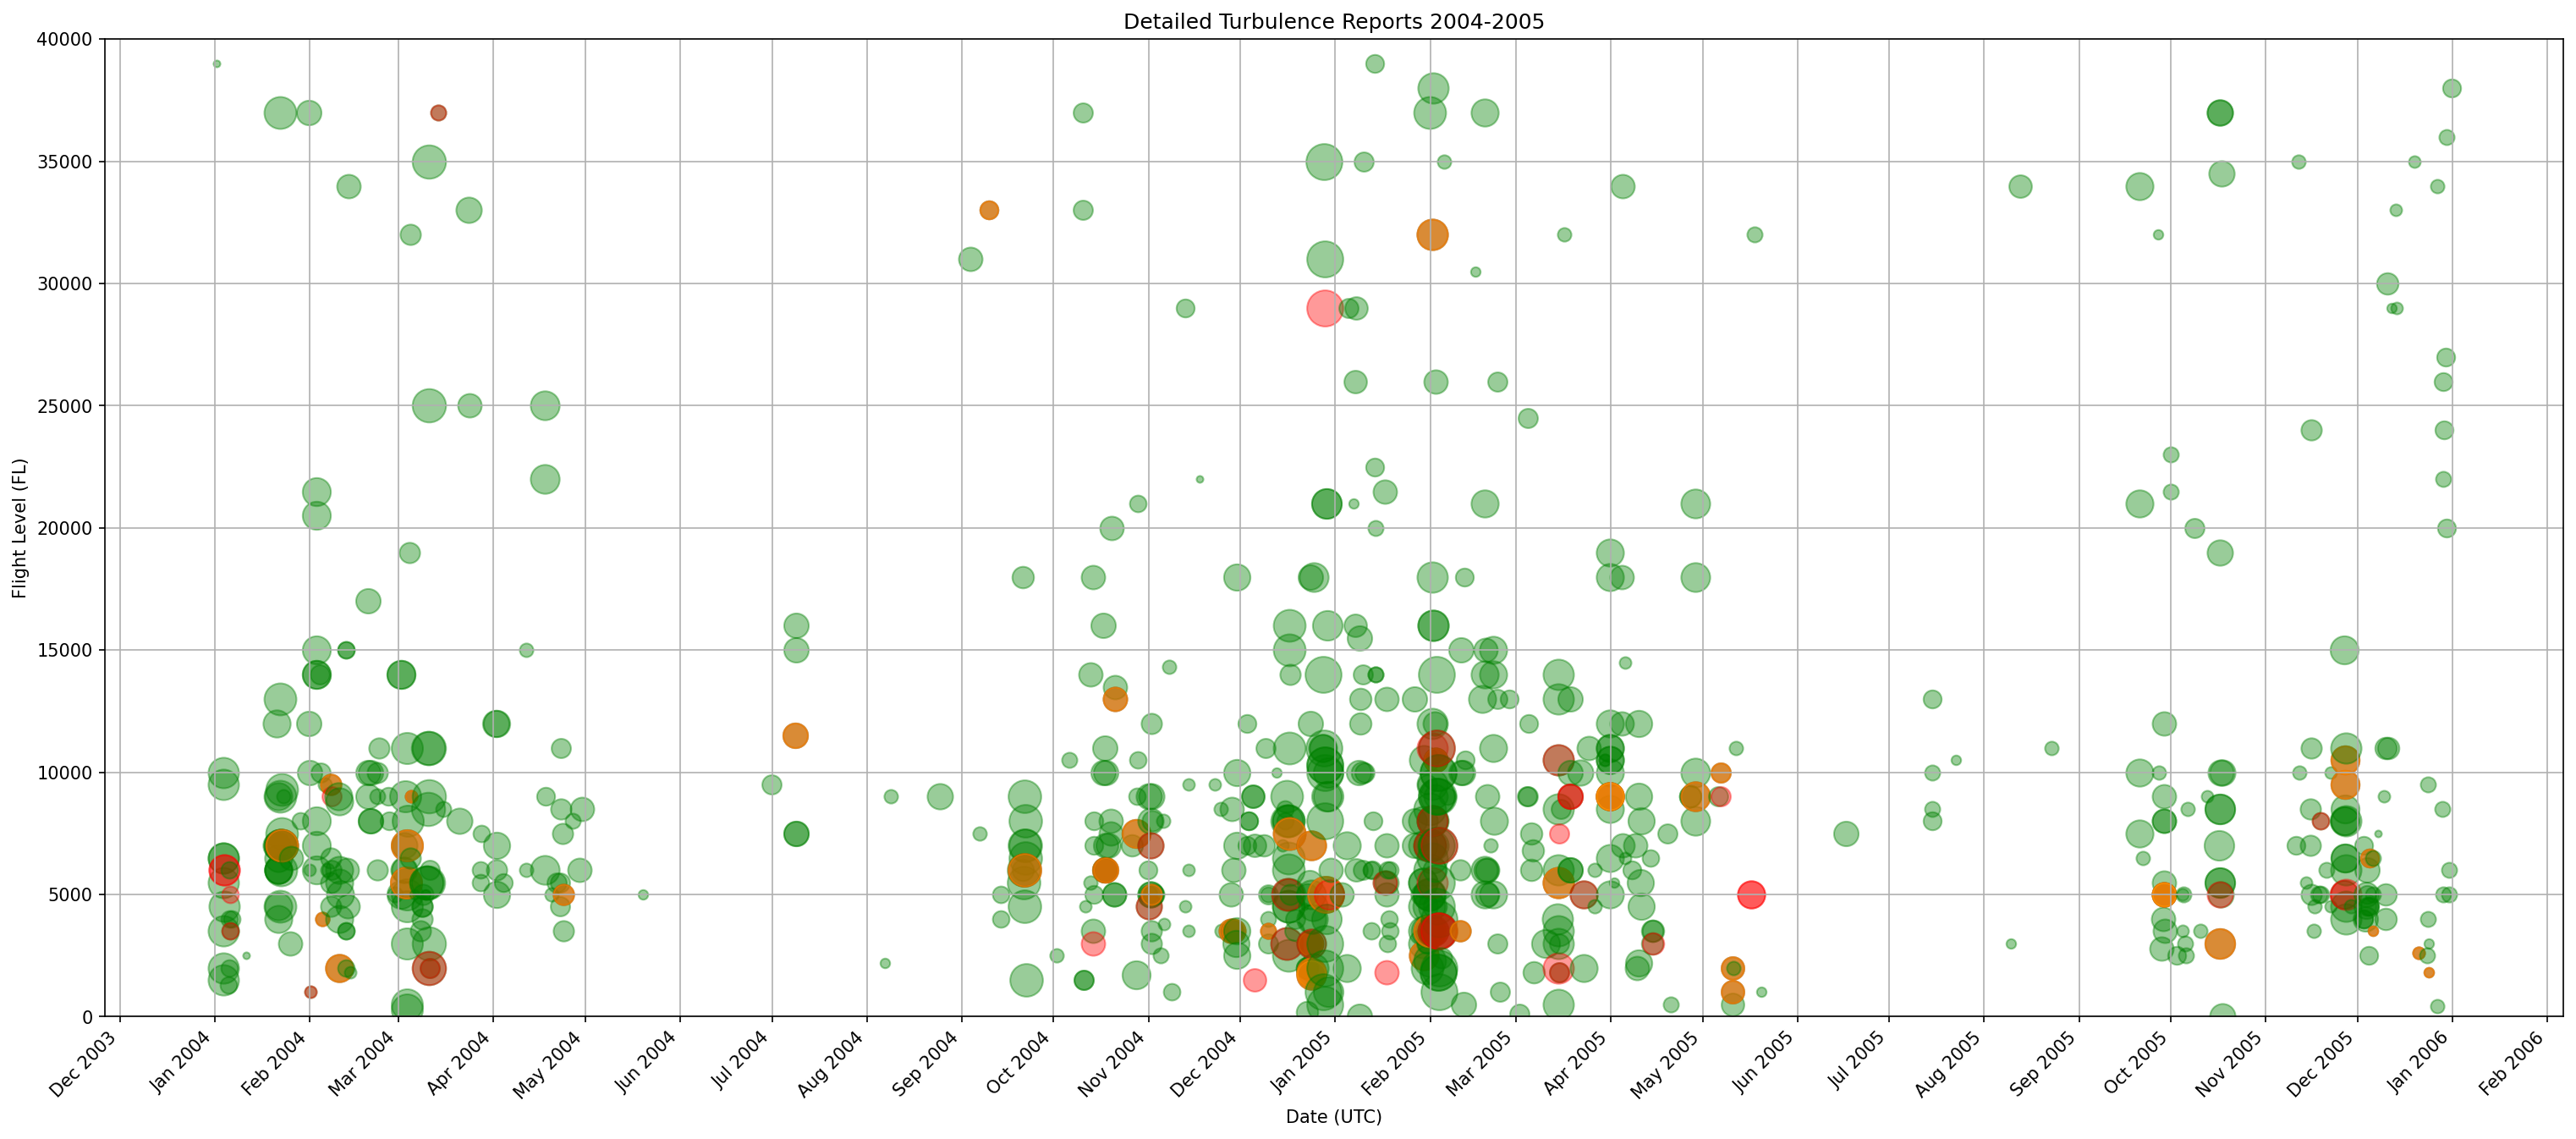 Detailed Turbulence Reports 2004-2005
Flight Level (FL)
40000
35000
30000
25000
20000
15000
10000
5000
0
Dec 2003
Jan 2004
Feb 2004
Mar 2004
Apr 2004
May 2004
Jun 2004
Jul 2004
Aug 2004
Sep 2004
Oct 2004
Nov 2004
Dec 2004
Jan 2005
Feb 2005
Mar 2005
Apr 2005
May 2005
Jun 2005
Jul 2005
Aug 2005
Sep 2005
Oct 2005
Nov 2005
Dec 2005
Jan 2006
Feb 2006
Date (UTC)